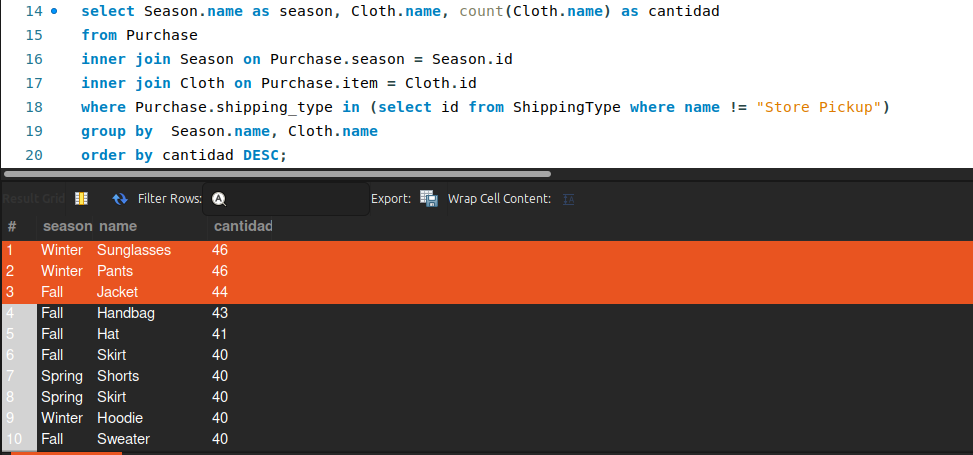 14 select Season.name as season, Cloth.name, count(Cloth.name) as cantidad
15 from Purchase
16 inner join Season on Purchase.season = Season.id
17 inner join Cloth on Purchase.item = Cloth.id
18 where Purchase.shipping_type in (select id from ShippingType where name != "Store Pickup")
19 group by  Season.name, Cloth.name
20 order by cantidad DESC;
Result Grid Filter Rows: A Export: Wrap Cell Content: IA
# season name cantidad
1 Winter Sunglasses 46
2 Winter Pants 46
3 Fall Jacket 44
4 Fall Handbag 43
5 Fall Hat 41
6 Fall Skirt 40
7 Spring Shorts 40
8 Spring Skirt 40
9 Winter Hoodie 40
10 Fall Sweater 40